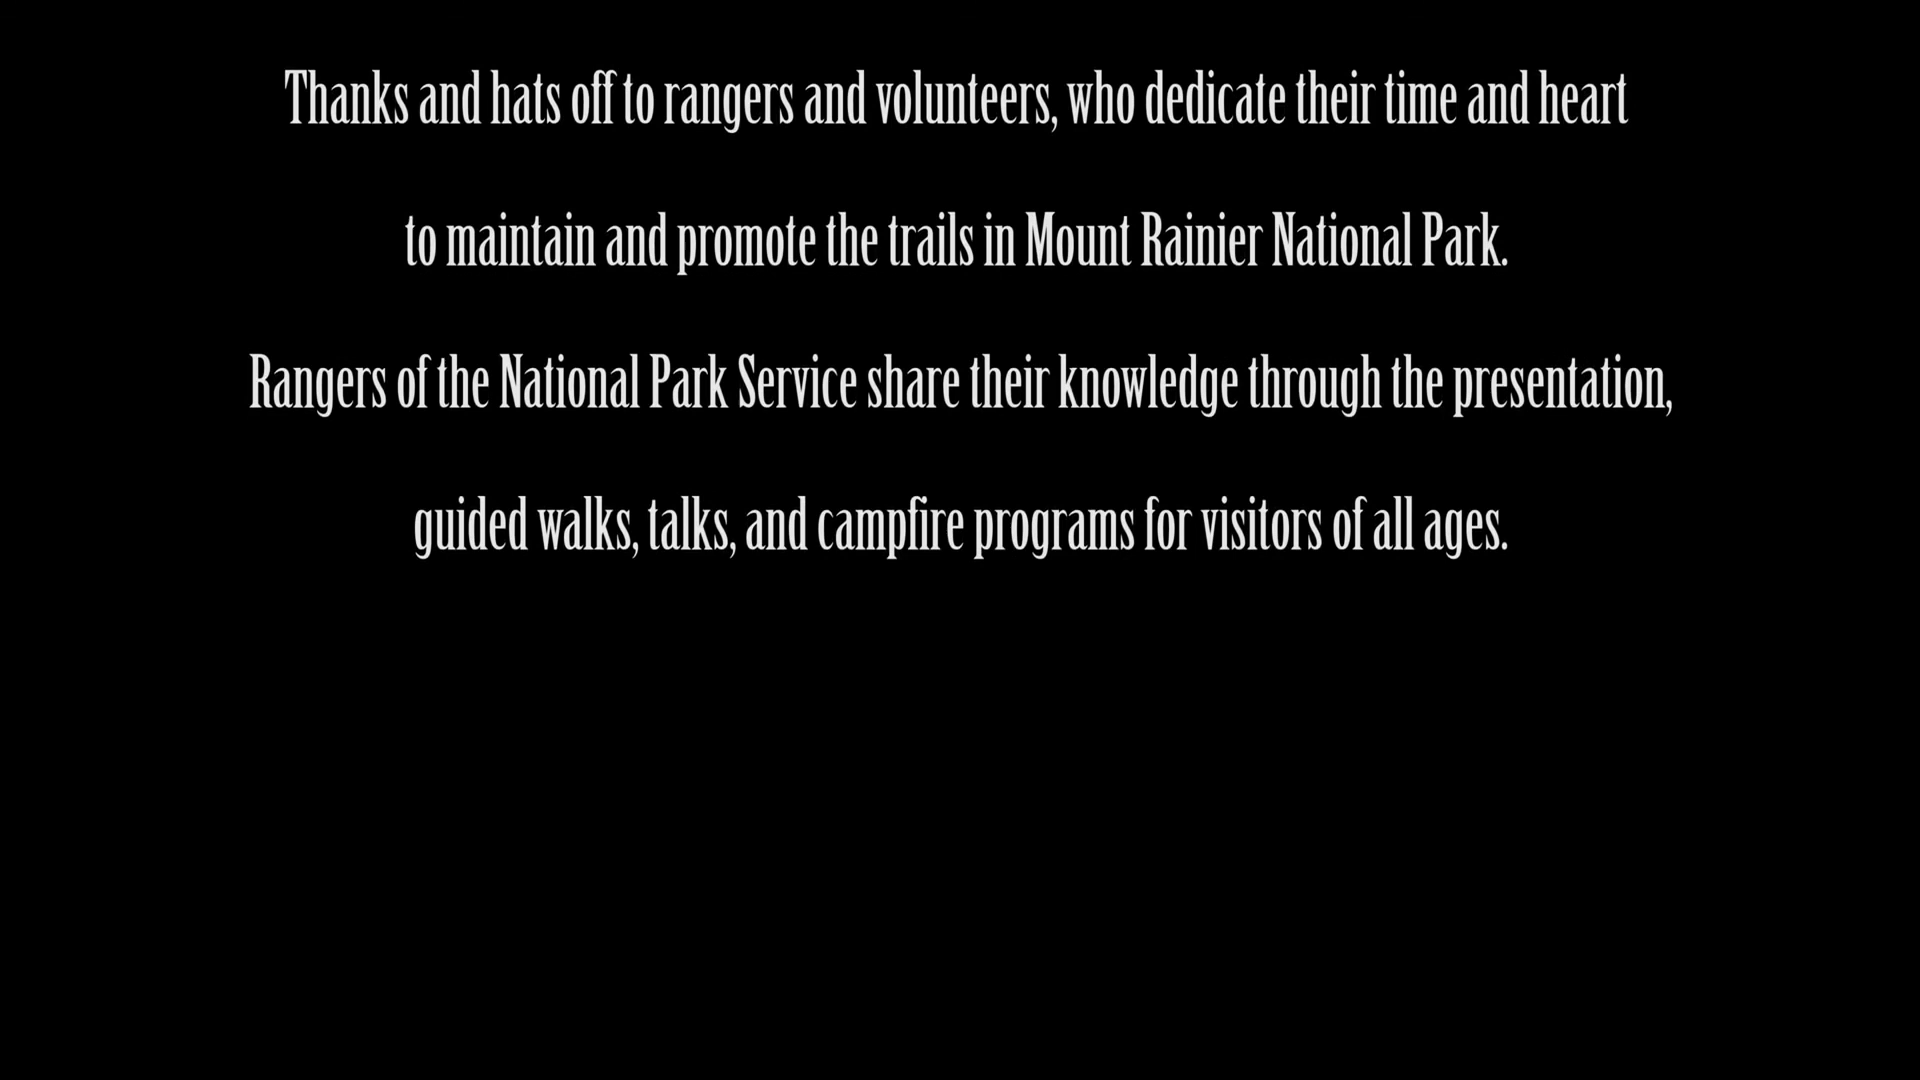 Thanks and hats off to rangers and volunteers, who dedicate their time and heart
to maintain and promote the trails in Mount Rainier National Park.
Rangers of the National Park Service share their knowledge through the presentation,
guided walks, talks, and campfire programs for visitors of all ages.